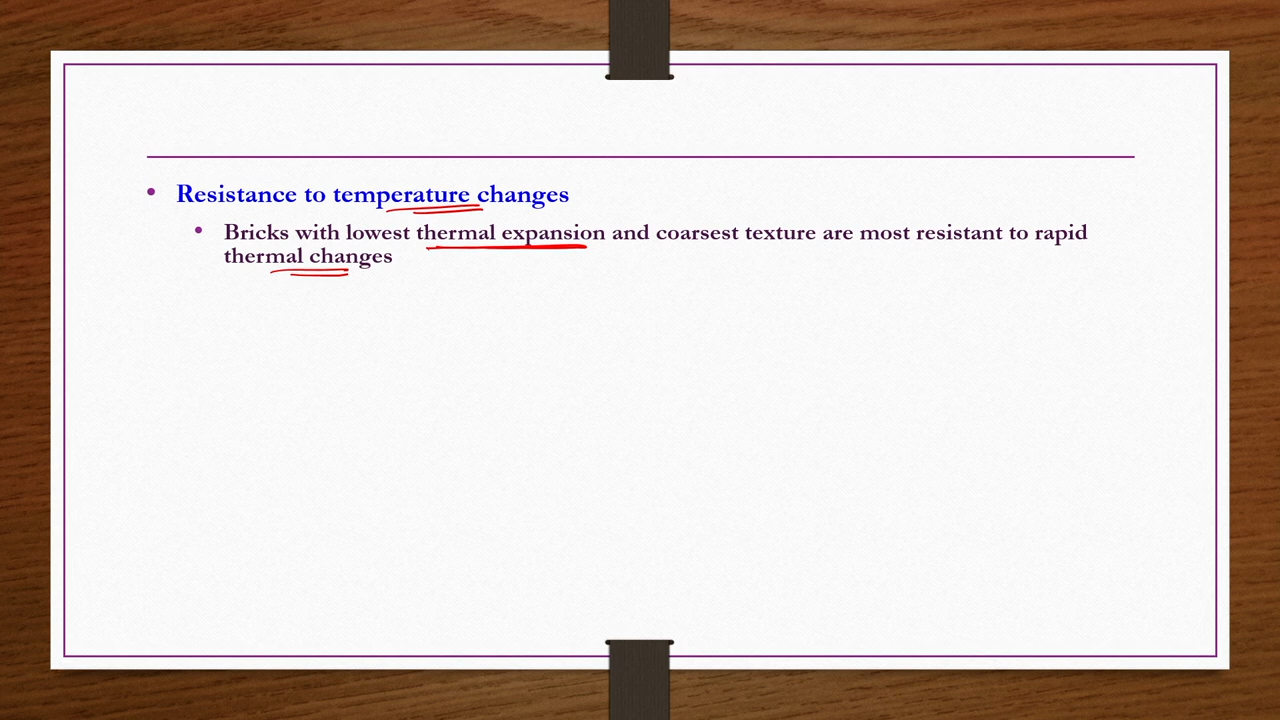 Resistance to temperature changes
Bricks with lowest thermal expansion and coarsest texture are most resistant to rapid
thermal changes